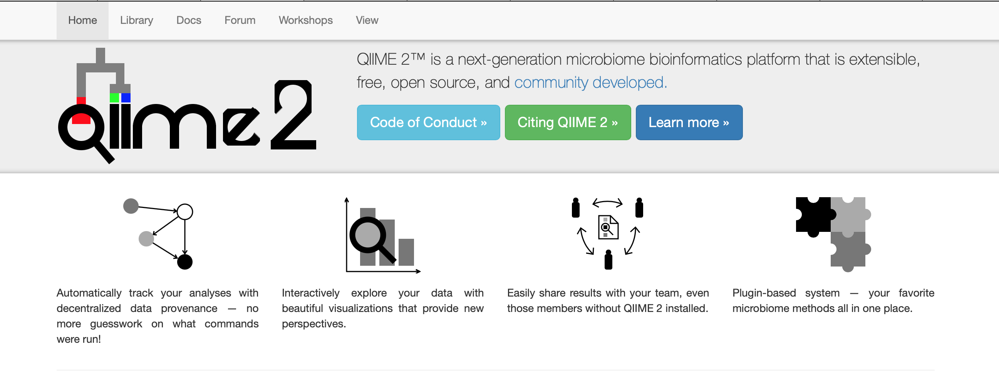 Home Library Docs Forum Workshops View
qiime 2
QIIME 2™ is a next-generation microbiome bioinformatics platform that is extensible,
free, open source, and community developed.
Code of Conduct » Citing QIIME 2 » Learn more »
Automatically track your analyses with
decentralized data provenance — no
more guesswork on what commands
were run!
Interactively explore your data with
beautiful visualizations that provide new
perspectives.
Easily share results with your team, even
those members without QIIME 2 installed.
Plugin-based system — your favorite
microbiome methods all in one place.